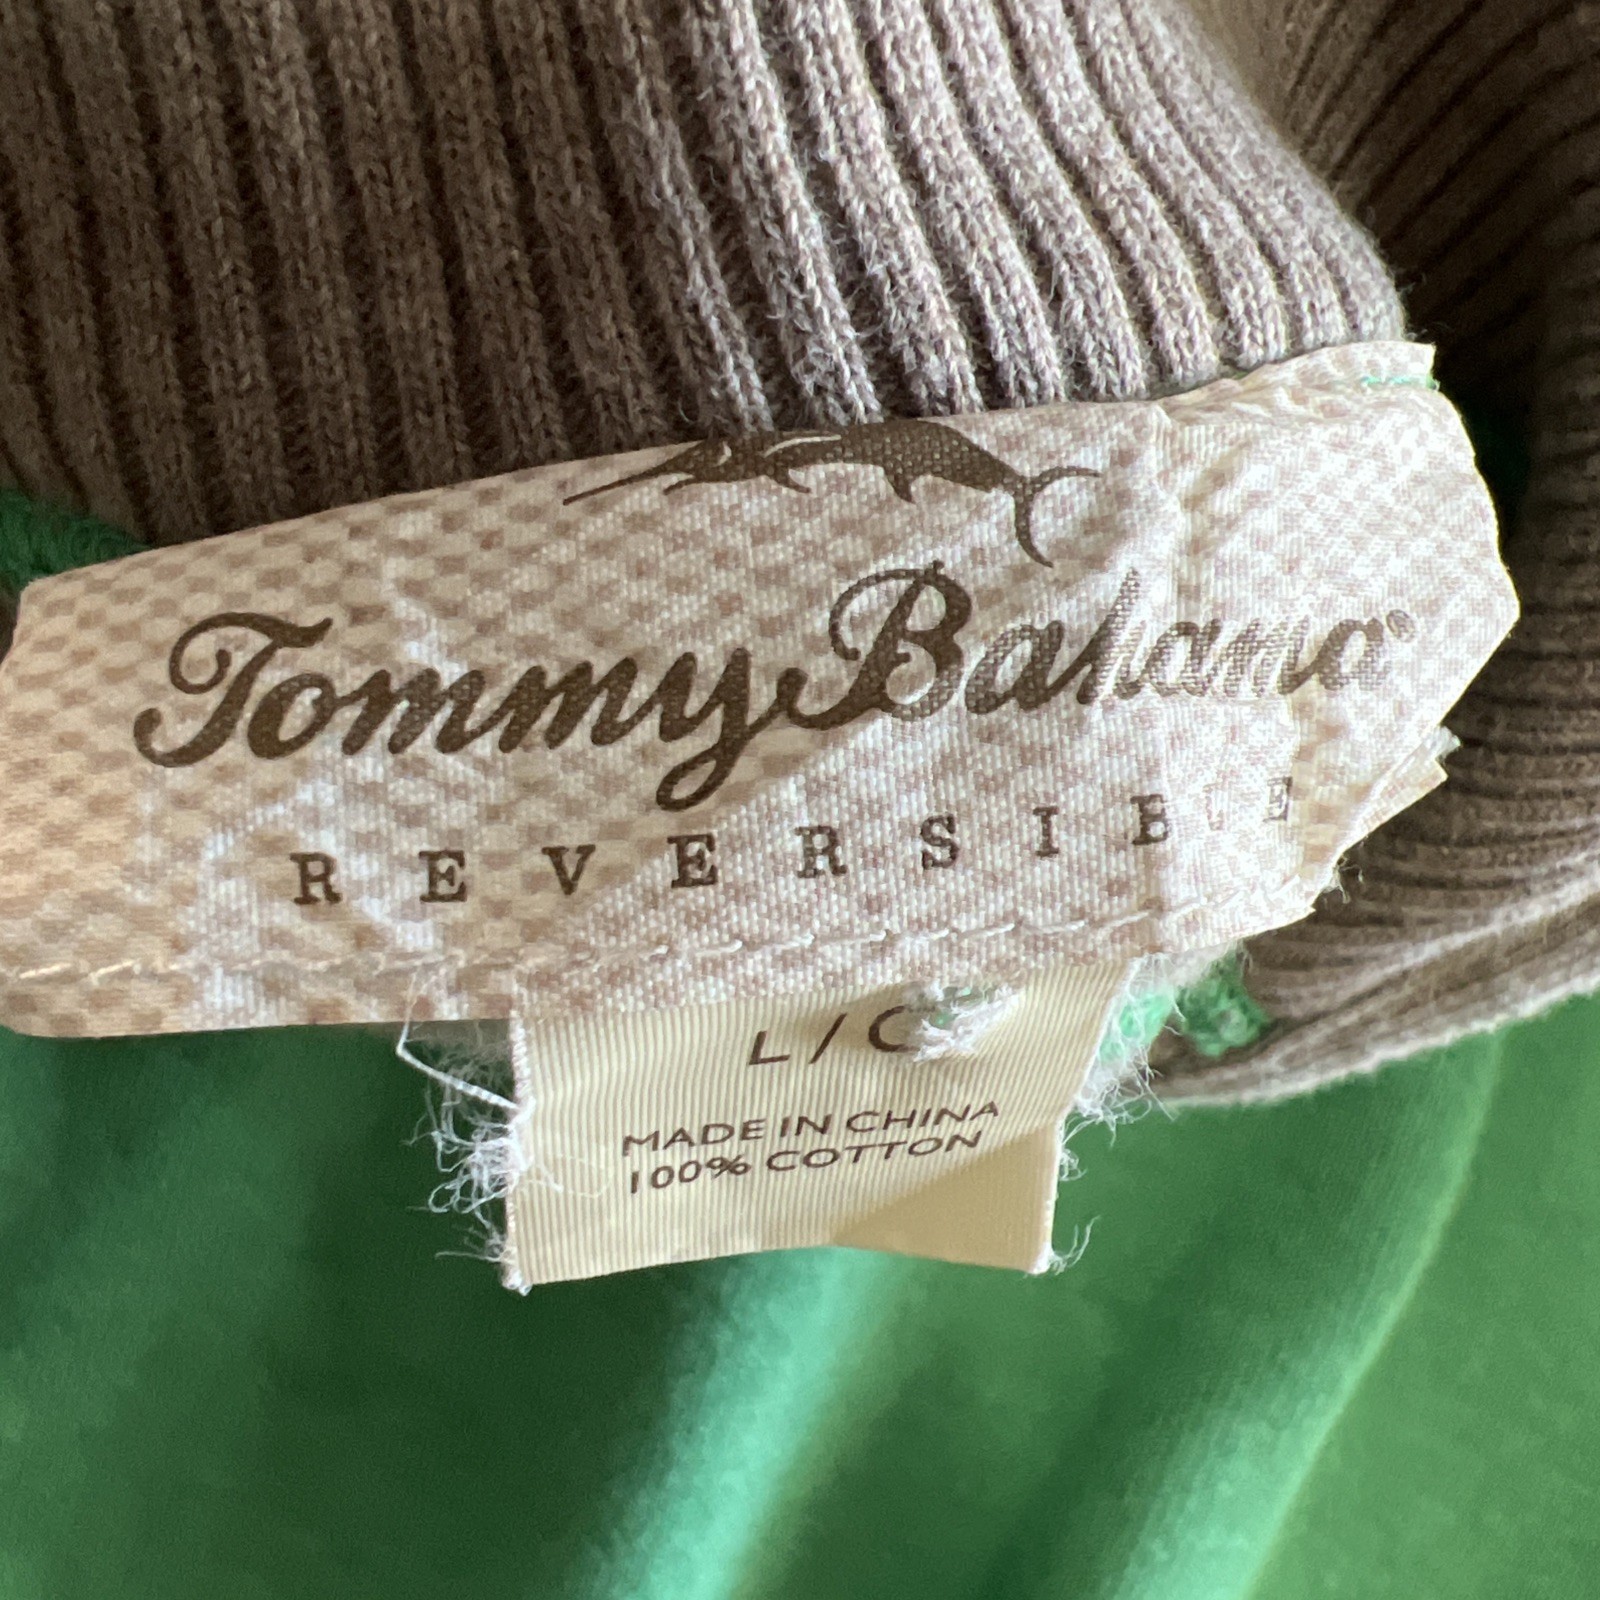 Tommy Bahama®
REVERSIBLE
L / G
MADE IN CHINA
100% COTTON